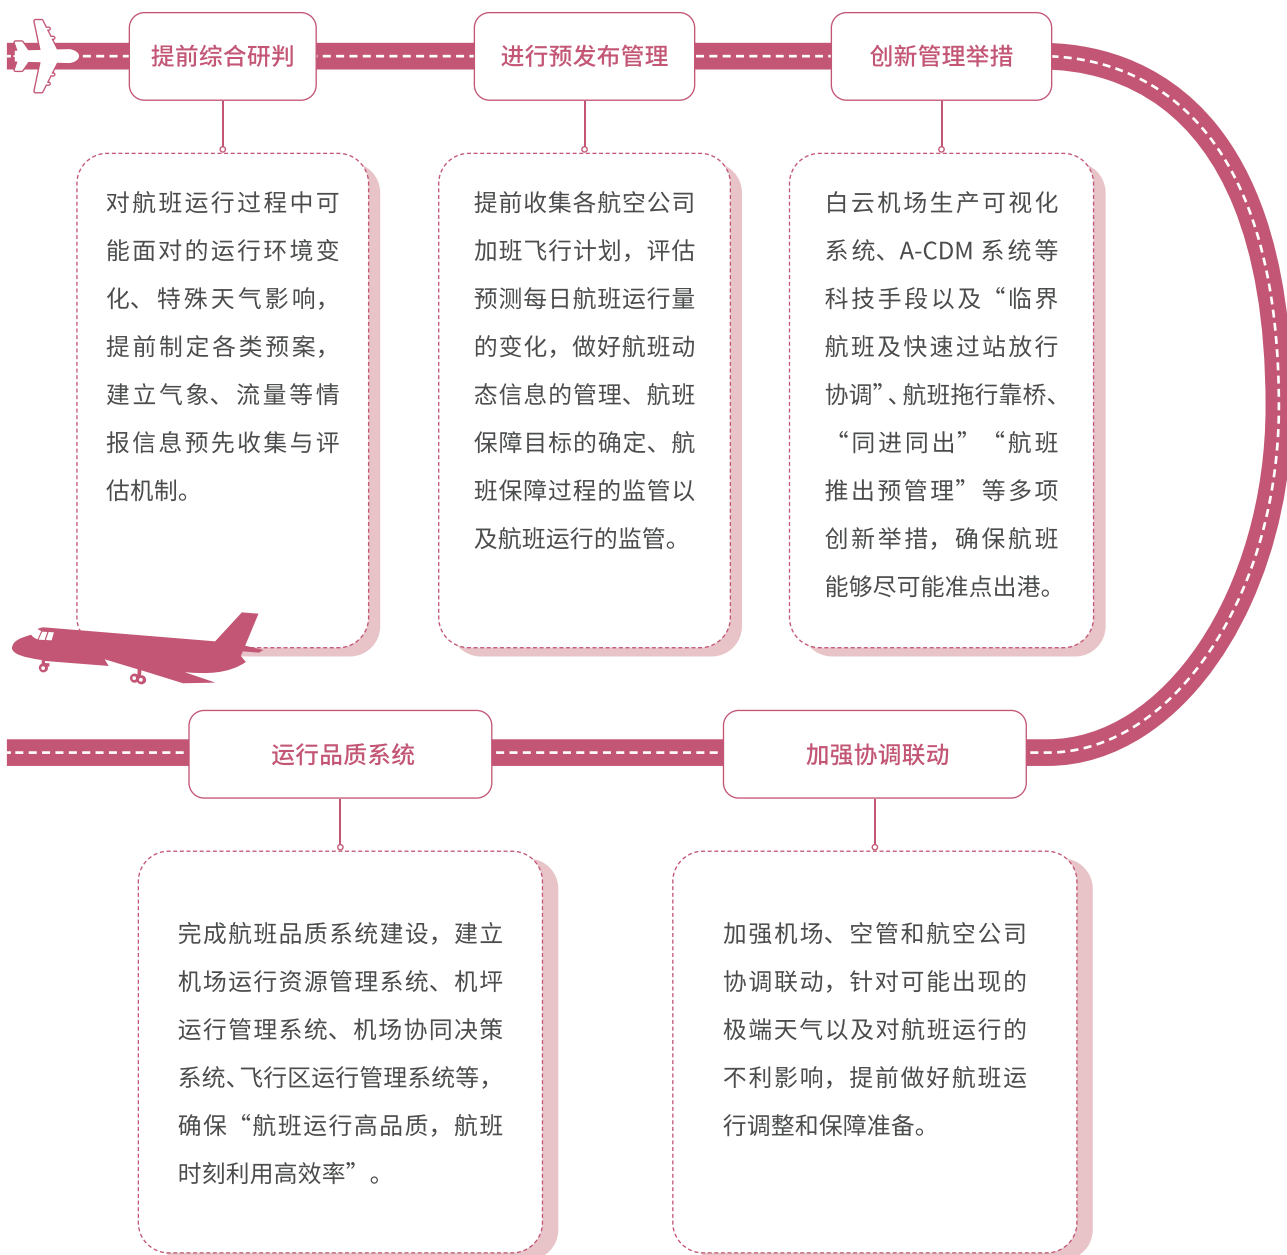 提前综合研判
进行预发布管理
创新管理举措
对航班运行过程中可
能面对的运行环境变
化、特殊天气影响，
提前制定各类预案，
建立气象、流量等情
报信息预先收集与评
估机制。
提前收集各航空公司
加班飞行计划，评估
预测每日航班运行量
的变化，做好航班动
态信息的管理、航班
保障目标的确定、航
班保障过程的监管以
及航班运行的监管。
白云机场生产可视化
系统、A-CDM 系统等
科技手段以及“临界
航班及快速过站放行
协调”、航班拖行靠桥、
“同进同出”“航班
推出预管理”等多项
创新举措，确保航班
能够尽可能准点出港。
加强协调联动
运行品质系统
加强机场、空管和航空公司
协调联动，针对可能出现的
极端天气以及对航班运行的
不利影响，提前做好航班运
行调整和保障准备。
完成航班品质系统建设，建立
机场运行资源管理系统、机坪
运行管理系统、机场协同决策
系统、飞行区运行管理系统等，
确保“航班运行高品质，航班
时刻利用高效率”。